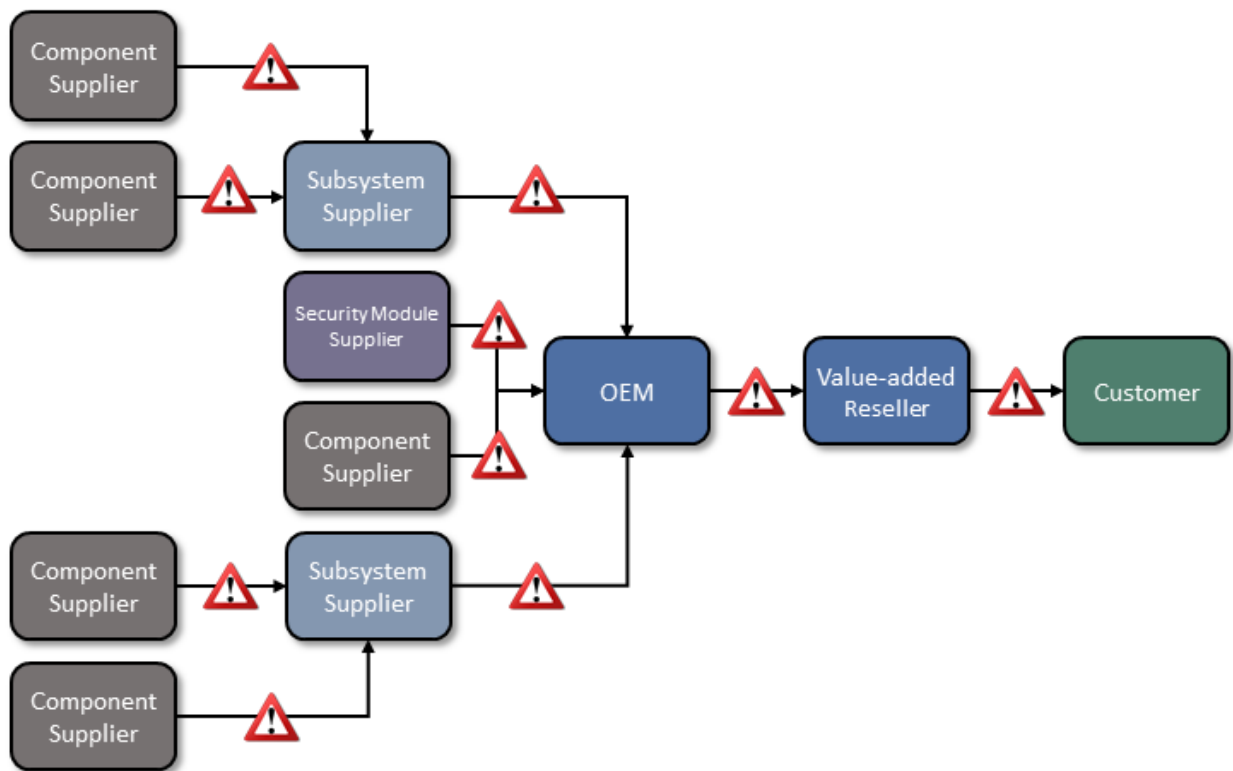 Component
Supplier
Component
Supplier
Subsystem
Supplier
Security Module
Supplier
OEM
Value-added
Reseller
Customer
Component
Supplier
Component
Supplier
Subsystem
Supplier
Component
Supplier